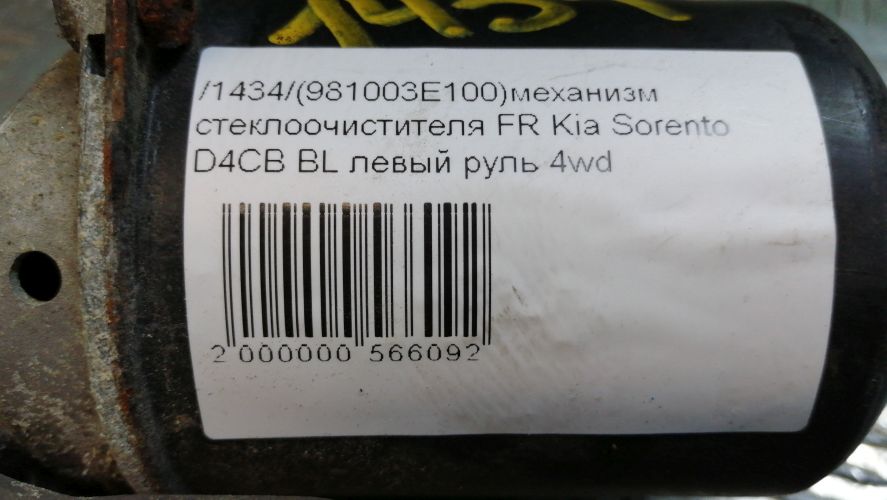 /1434/(981003E100)механизм
стеклоочистителя FR Kia Sorento
D4CB BL левый руль 4wd
2 000000 566092